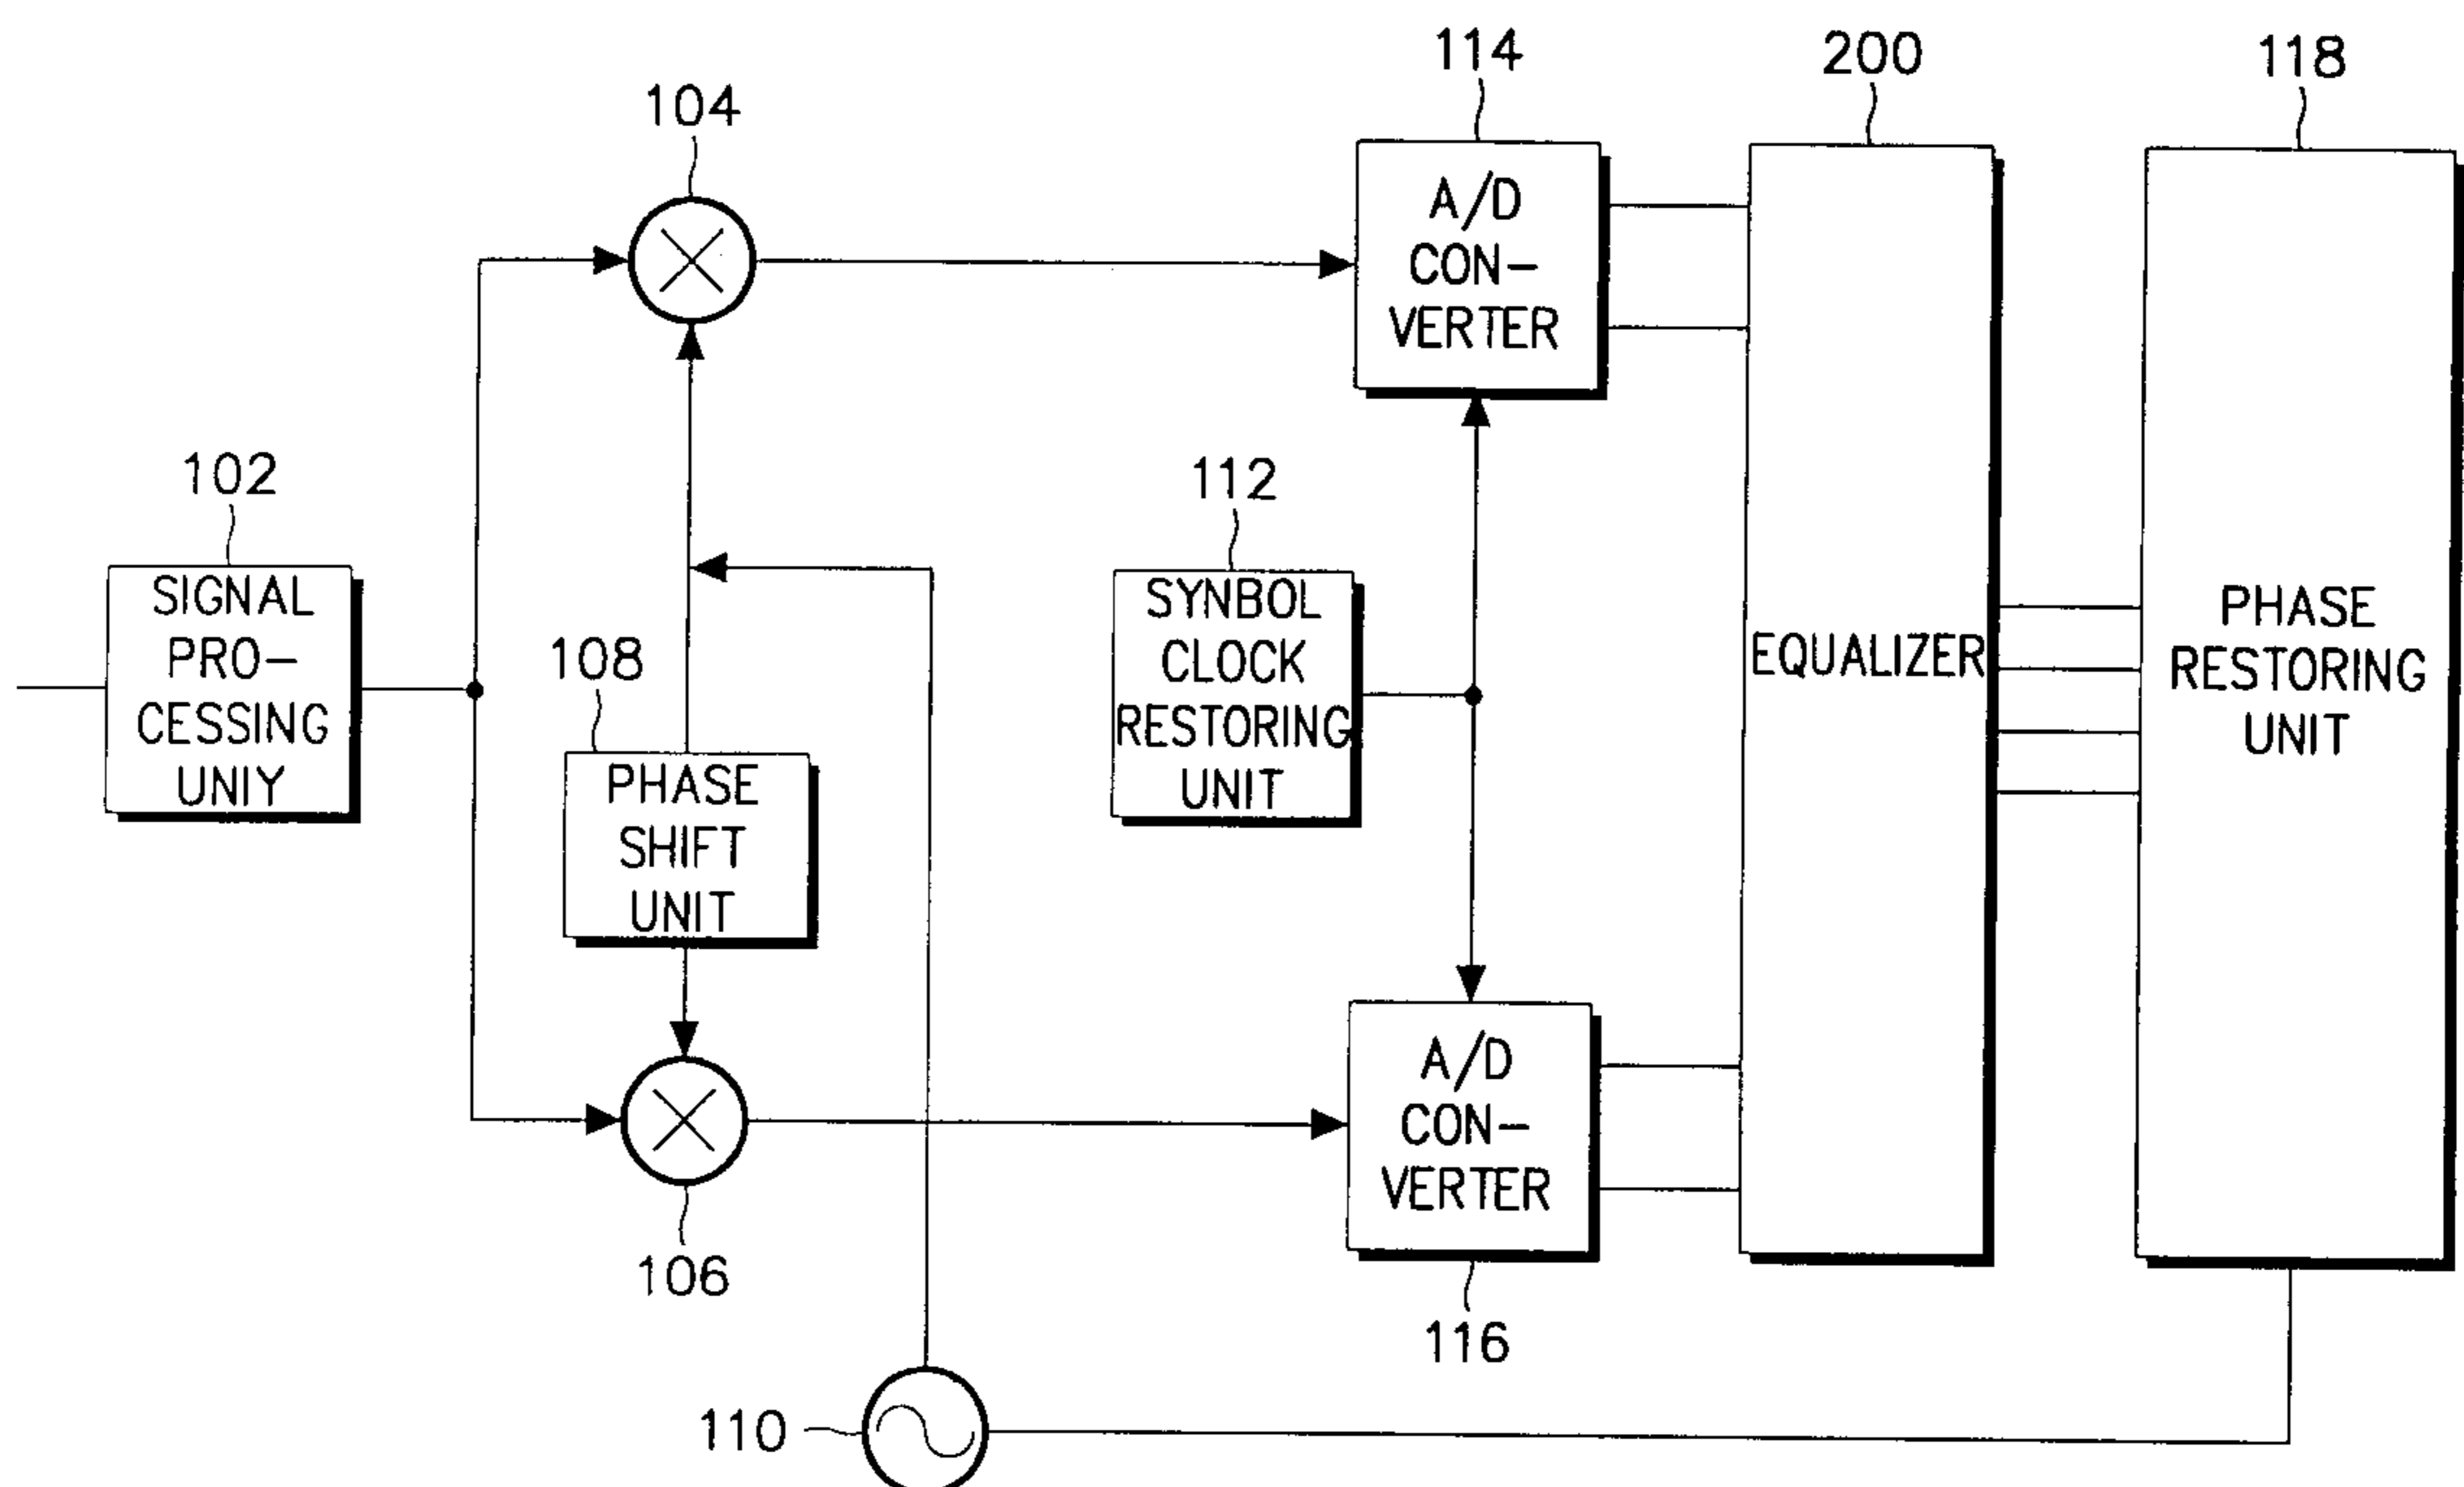 114
200
118
104
A/D
CON-
VERTER
102
112
SIGNAL
PRO-
CESSING
UNIY
108
PHASE
SHIFT
UNIT
SYNBOL
CLOCK
RESTORING
UNIT
EQUALIZER
PHASE
RESTORING
UNIT
A/D
CON-
VERTER
106
116
110